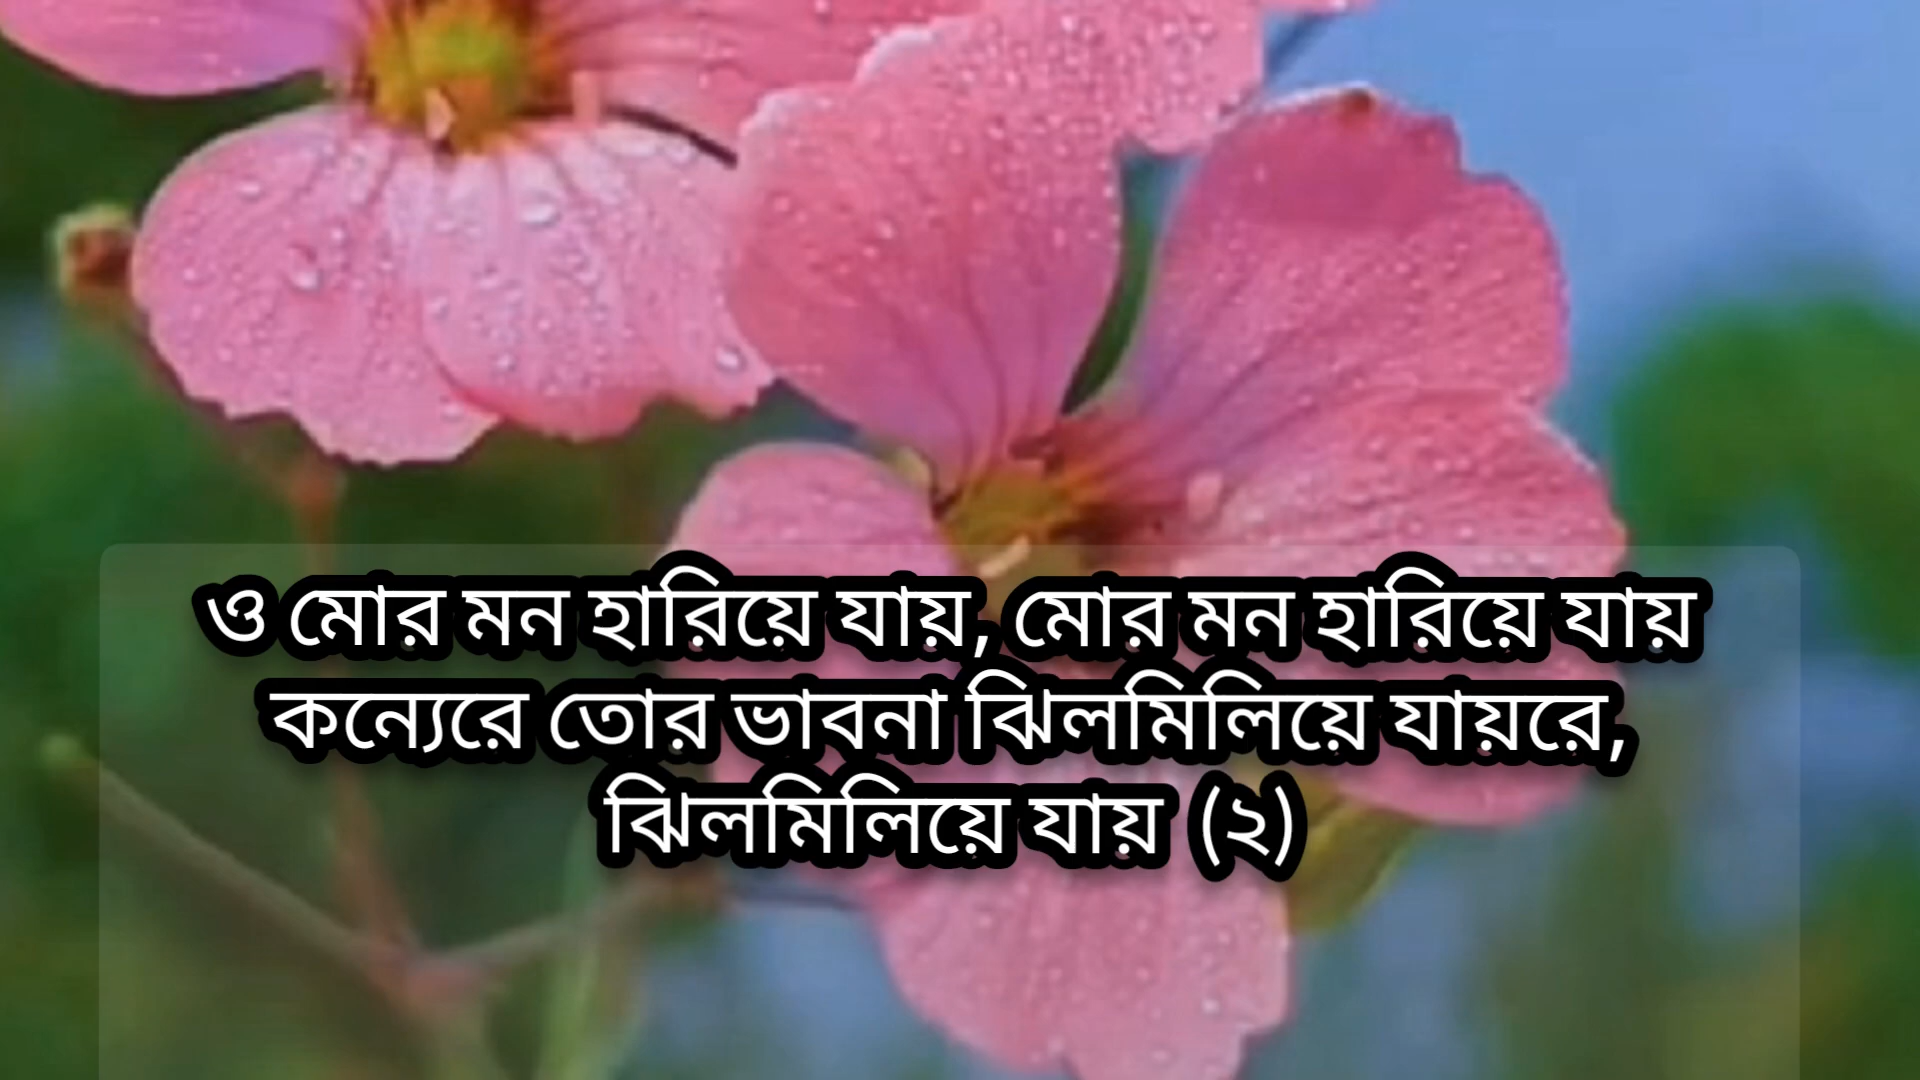 ও মোর মন হারিয়ে যায়, মোর মন হারিয়ে যায়
কন্যেরে তোর ভাবনা ঝিলমিলিয়ে যায়রে,
ঝিলমিলিয়ে যায় (২)